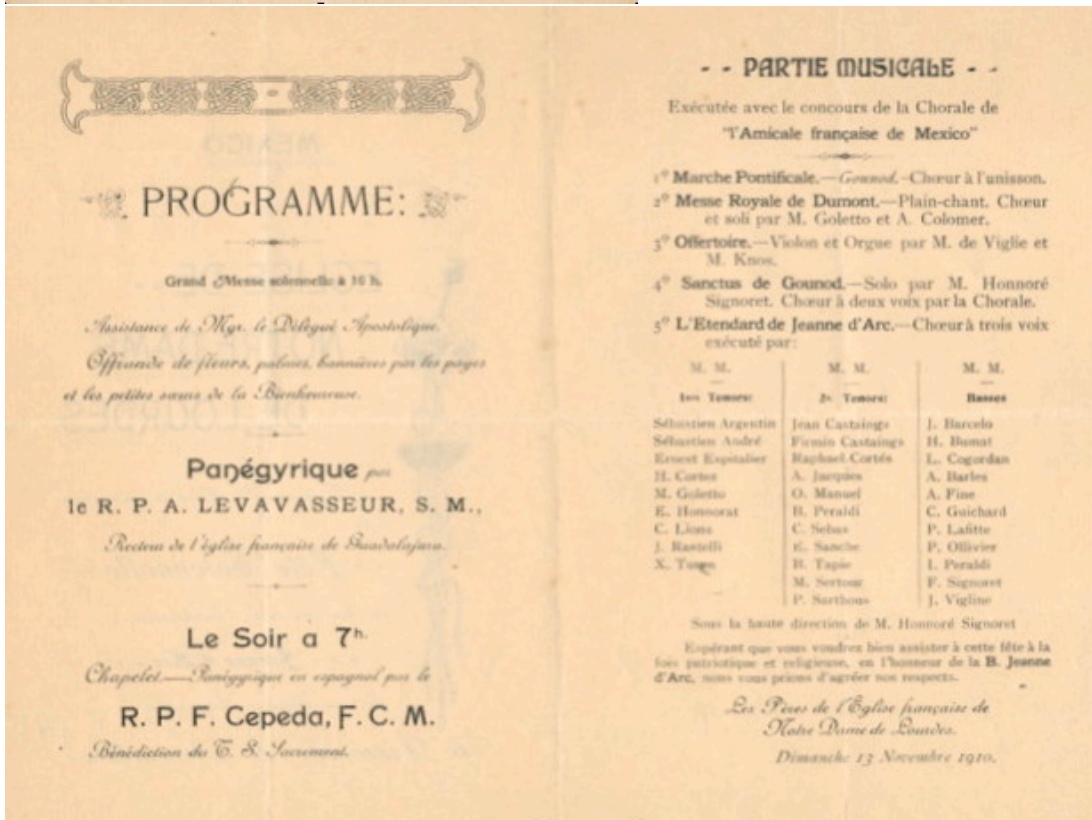 PROGRAMME:
Grand Messe solennelle à 10 h.
Assistance de Mgr. le Délégué Apostolique.
Offrande de fleurs, palmes, bannières par les pages
et les petites sœurs de la Bienheureuse.
Panégyrique par
le R. P. A. LEVAVASSEUR, S. M.,
Recteur de l'église française de Guadalajara.
Le Soir a 7h.
Chapelet.—Panégyrique en espagnol par le
R. P. F. Cepeda, F. C. M.
Bénédiction du T. S. Sacrement.
- - PARTIE MUSICALE - -
Exécutée avec le concours de la Chorale de
"l'Amicale française de Mexico"
1º Marche Pontificale.—Gounod.-Chœur à l'unisson.
2º Messe Royale de Dumont.—Plain-chant. Chœur
et soli par M. Goletto et A. Colomer.
3º Offertoire.—Violon et Orgue par M. de Viglie et
M. Knos.
4º Sanctus de Gounod.—Solo par M. Honnoré
Signoret. Chœur à deux voix par la Chorale.
5º L'Etendard de Jeanne d'Arc.—Chœur à trois voix
exécuté par:
M. M.
1ers Tenors:
Sébastien Argentin
Sébastien André
Ernest Espitalier
H. Cortes
M. Goletto
E. Honnorat
C. Lions
J. Rastelli
X.
M. M.
2s Tenors:
Jean Castaings
Firmin Castaings
Raphael Cortés
A. Jacques
O. Manuel
B. Peraldi
C. Sebas
E. Sanche
B. Tapie
M. Sertour
P. Sarthous
M. M.
Basses
J. Barcelo
H. Bumat
L. Cogordan
A. Barles
A. Fine
C. Guichard
P. Lafitte
P. Ollivier
I. Peraldi
F. Signoret
J. Vigline
Sous la haute direction de M. Honnoré Signoret
Espérant que vous voudrez bien assister à cette fête à la
fois patriotique et religieuse, en l'honneur de la B. Jeanne
d'Arc, nous vous prions d'agréer nos respects.
Les Pères de l'Eglise française de
Notre Dame de Lourdes.
Dimanche 13 Novembre 1910.